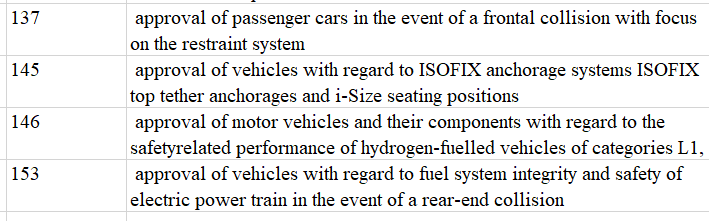 137 approval of passenger cars in the event of a frontal collision with focus
on the restraint system
145 approval of vehicles with regard to ISOFIX anchorage systems ISOFIX
top tether anchorages and i-Size seating positions
146 approval of motor vehicles and their components with regard to the
safetyrelated performance of hydrogen-fuelled vehicles of categories L1,
153 approval of vehicles with regard to fuel system integrity and safety of
electric power train in the event of a rear-end collision